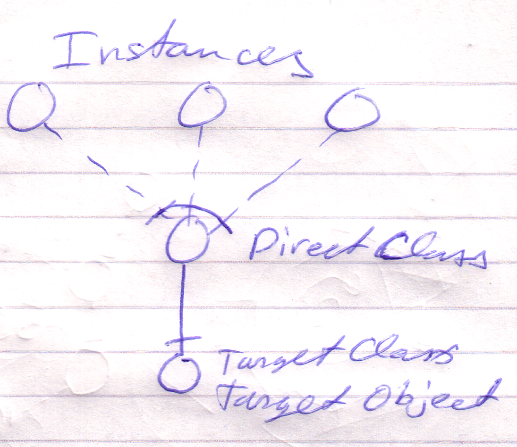 Instances
Direct Class
Target Class
Target Object